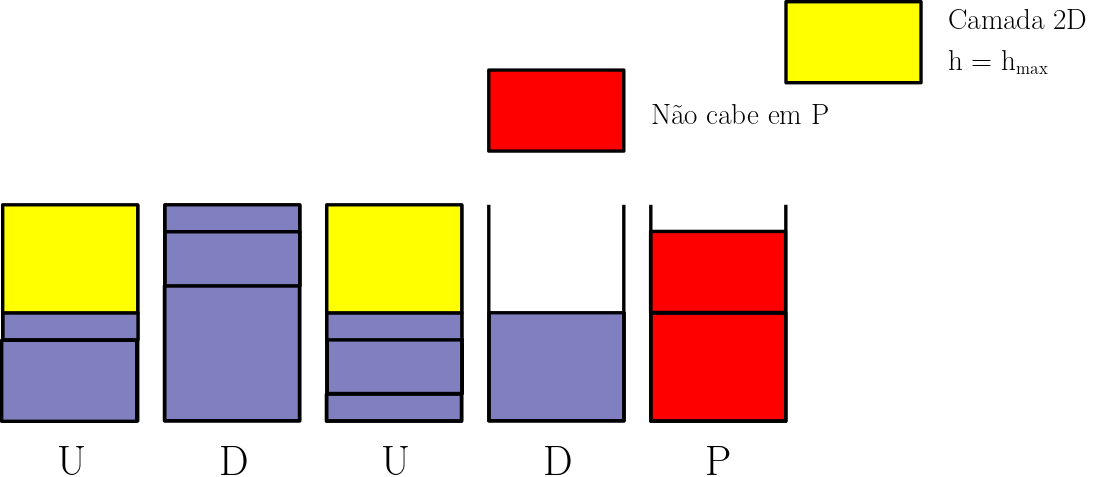 Camada 2D
h = hmax
Não cabe em P
U
D
U
D
P